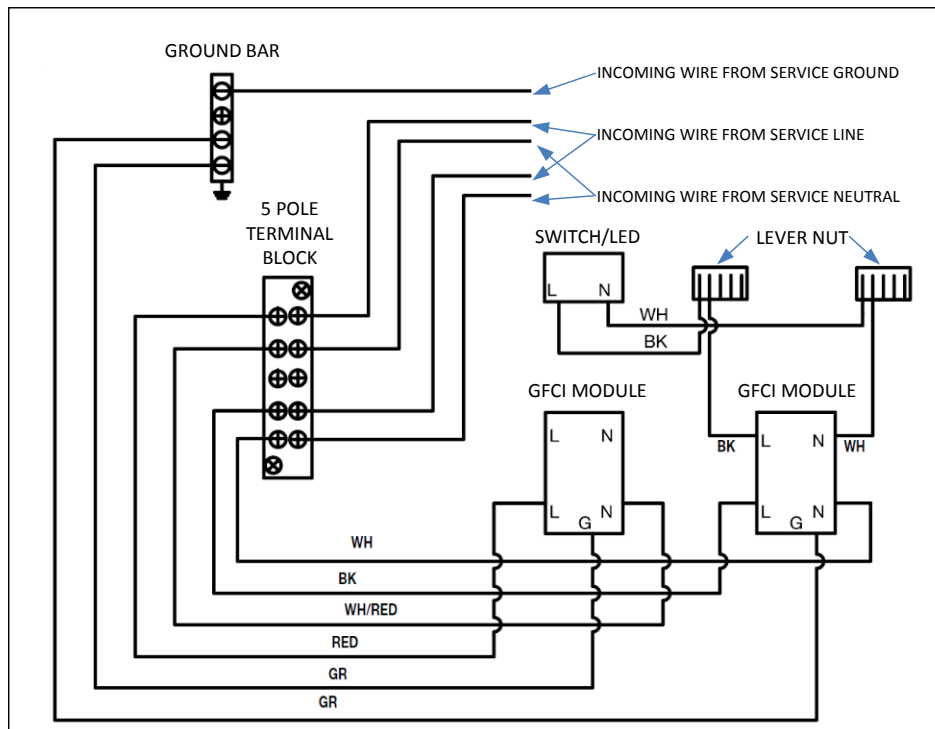 GROUND BAR
INCOMING WIRE FROM SERVICE GROUND
INCOMING WIRE FROM SERVICE LINE
INCOMING WIRE FROM SERVICE NEUTRAL
5 POLE
TERMINAL
BLOCK
SWITCH/LED
L N
LEVER NUT
WH
BK
GFCI MODULE
L N
L N
G
GFCI MODULE
BK
L N
WH
L N
G
WH
BK
WH/RED
RED
GR
GR